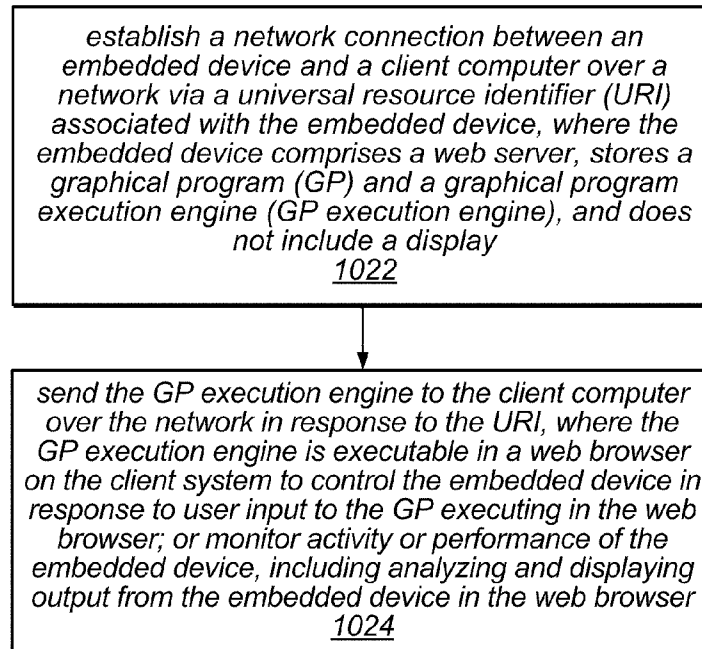 establish a network connection between an
embedded device and a client computer over a
network via a universal resource identifier (URI)
associated with the embedded device, where the
embedded device comprises a web server, stores a
graphical program (GP) and a graphical program
execution engine (GP execution engine), and does
not include a display
1022
send the GP execution engine to the client computer
over the network in response to the URI, where the
GP execution engine is executable in a web browser
on the client system to control the embedded device in
response to user input to the GP executing in the web
browser; or monitor activity or performance of the
embedded device, including analyzing and displaying
output from the embedded device in the web browser
1024